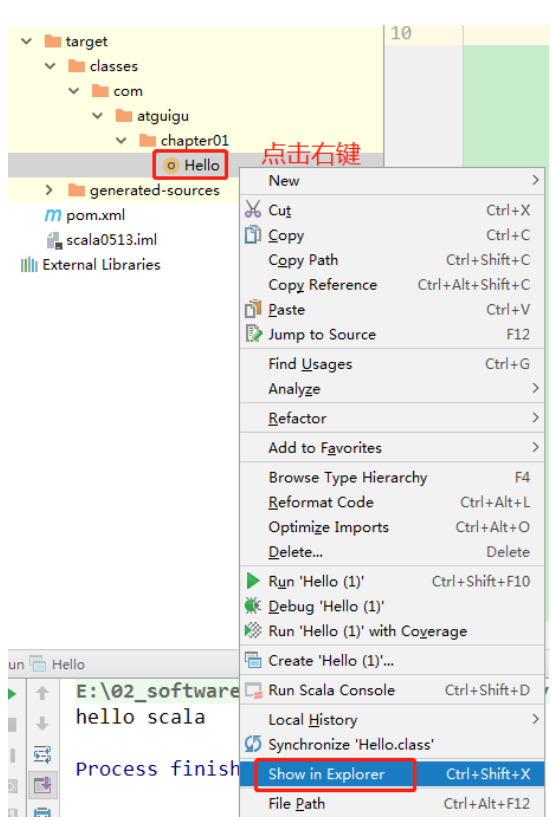 10
target
classes
com
atguigu
chapter01
Hello
点击右键
generated-sources
pom.xml
scala0513.iml
External Libraries
New
Cut Ctrl+X
Copy Ctrl+C
Copy Path Ctrl+Shift+C
Copy Reference Ctrl+Alt+Shift+C
Paste Ctrl+V
Jump to Source F12
Find Usages Ctrl+G
Analyze
Refactor
Add to Favorites
Browse Type Hierarchy F4
Reformat Code Ctrl+Alt+L
Optimize Imports Ctrl+Alt+O
Delete... Delete
Run 'Hello (1)' Ctrl+Shift+F10
Debug 'Hello (1)'
Run 'Hello (1)' with Coverage
Create 'Hello (1)'...
Run Scala Console Ctrl+Shift+D
Local History
Synchronize 'Hello.class'
Show in Explorer Ctrl+Shift+X
File Path Ctrl+Alt+F12
un Hello
E:\02_software
hello scala
Process finish